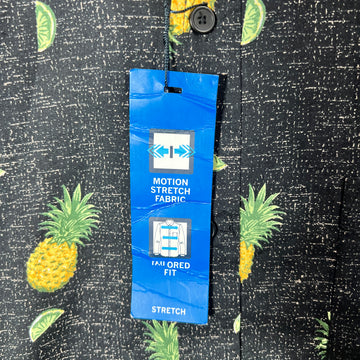 MOTION
STRETCH
FABRIC
TAILORED
FIT
STRETCH